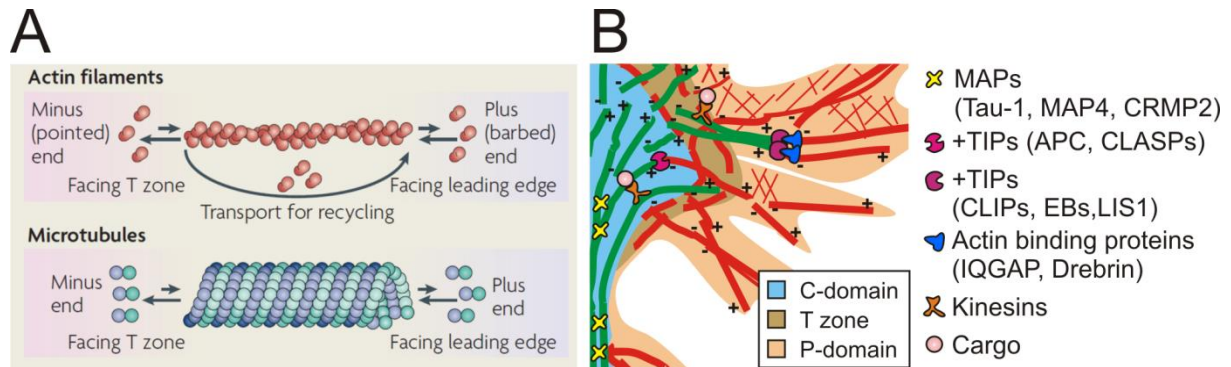 A
Actin filaments
Minus
(pointed)
end
Plus
(barbed)
end
Facing T zone
Facing leading edge
Transport for recycling
Microtubules
Minus
end
Plus
end
Facing T zone
Facing leading edge
B
C-domain
T zone
P-domain
MAPs
(Tau-1, MAP4, CRMP2)
+TIPs (APC, CLASPs)
+TIPs
(CLIPs, EBs,LIS1)
Actin binding proteins
(IQGAP, Drebrin)
Kinesins
Cargo